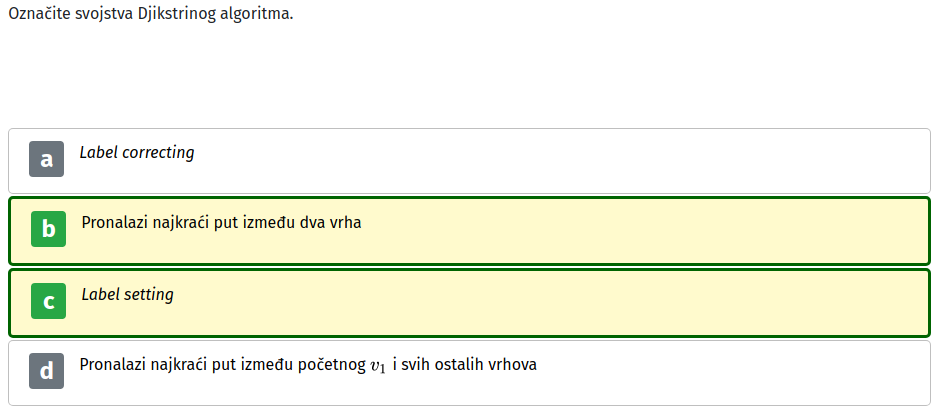 Označite svojstva Djikstrinog algoritma.
a Label correcting
b Pronalazi najkraći put između dva vrha
c Label setting
d Pronalazi najkraći put između početnog v₁ i svih ostalih vrhova